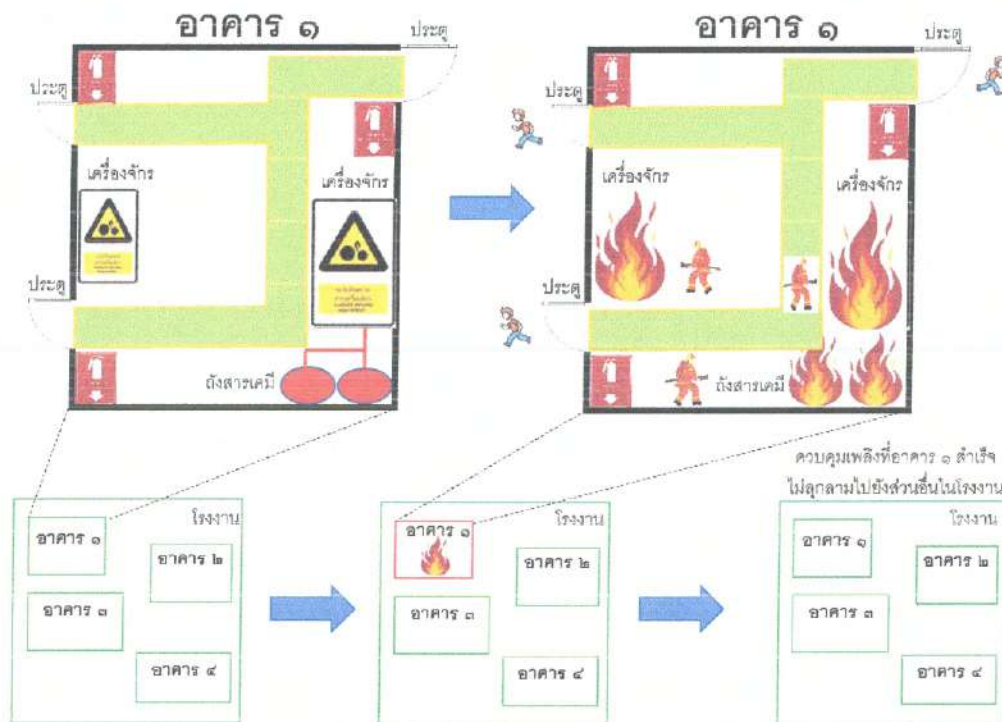 อาคาร ๑
ประตู
ประตู
เครื่องจักร
เครื่องจักร
ประตู
ถังสารเคมี
อาคาร ๑
ประตู
ประตู
เครื่องจักร
เครื่องจักร
ประตู
ถังสารเคมี
โรงงาน
อาคาร ๑
อาคาร ๒
อาคาร ๓
อาคาร ๔
โรงงาน
อาคาร ๑
อาคาร ๒
อาคาร ๓
อาคาร ๔
ควบคุมเพลิงที่อาคาร ๑ สำเร็จ
ไม่ลุกลามไปยังส่วนอื่นในโรงงาน
โรงงาน
อาคาร ๑
อาคาร ๒
อาคาร ๓
อาคาร ๔